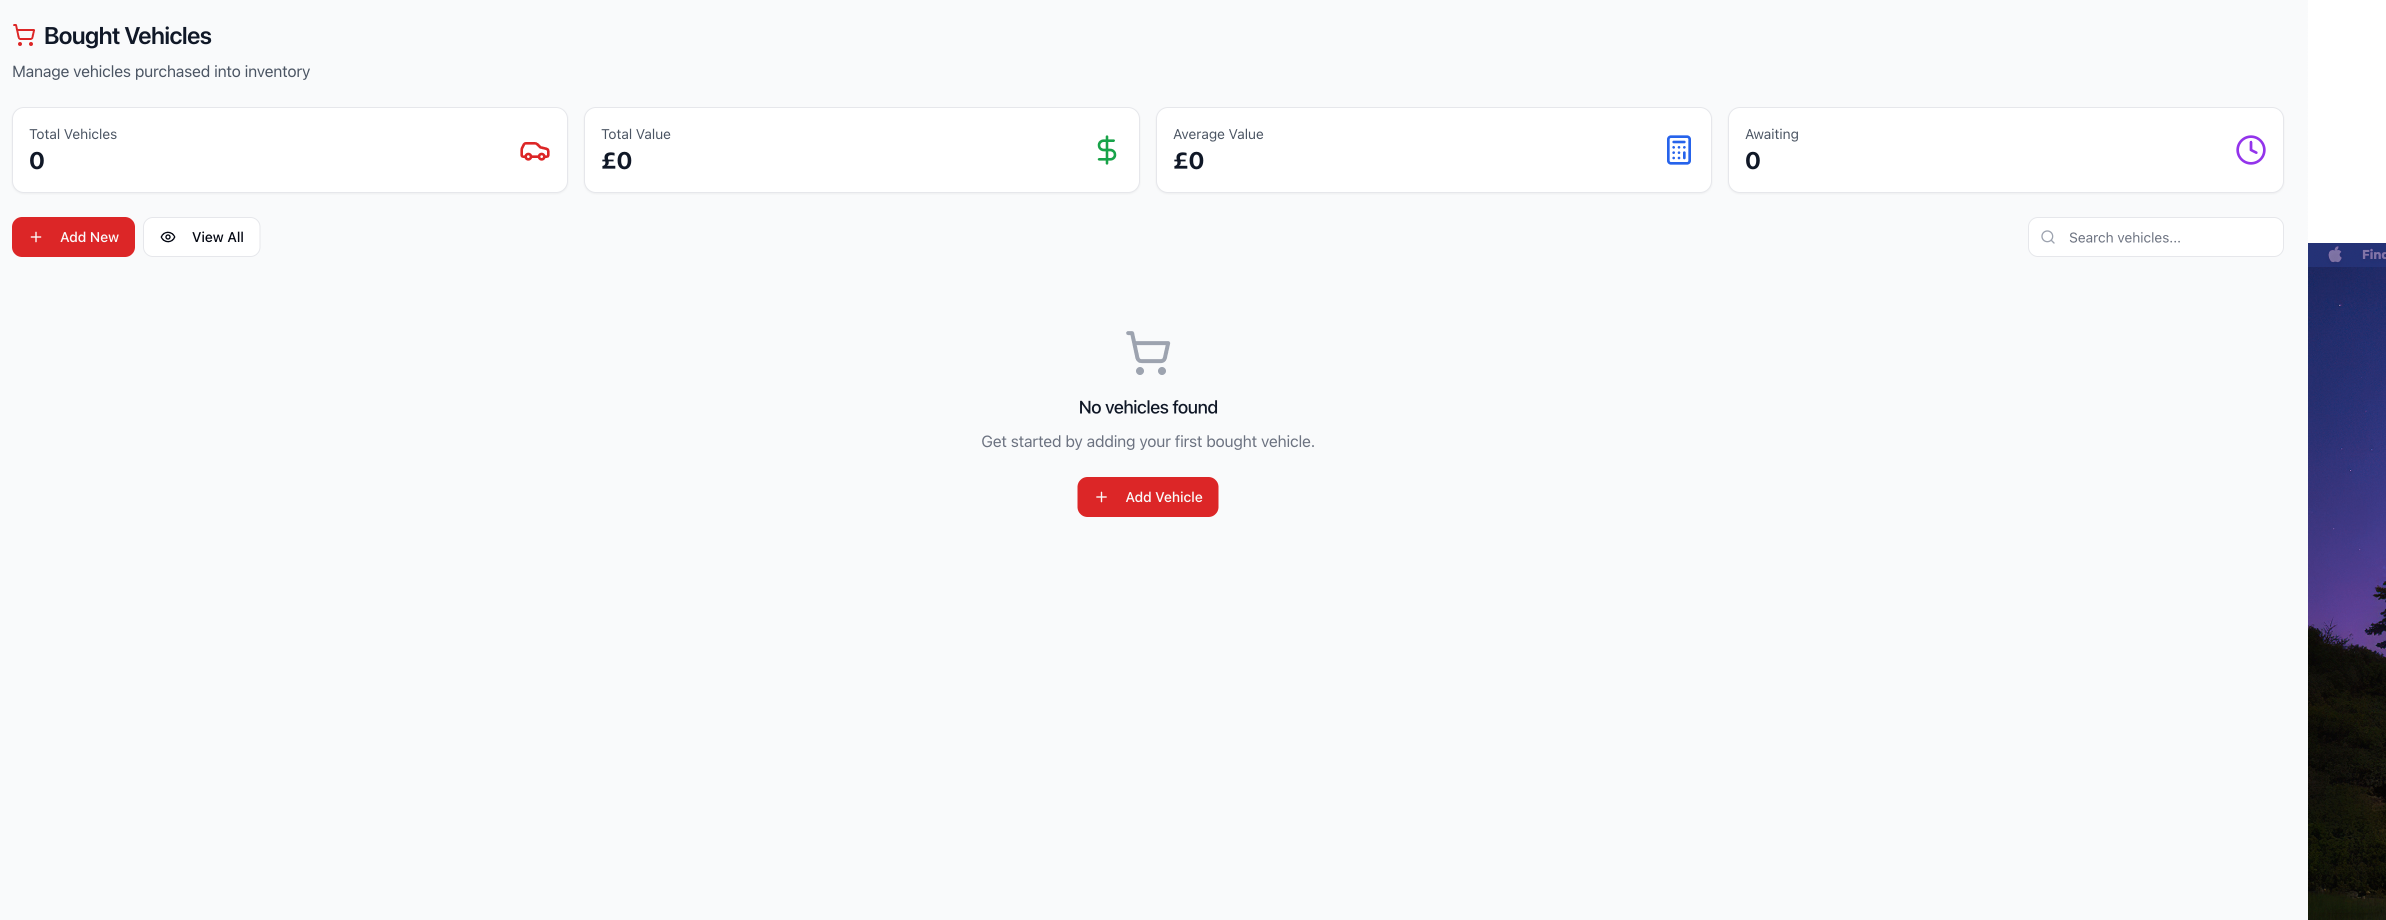 Bought Vehicles
Manage vehicles purchased into inventory
Total Vehicles
0
Total Value
£0
Average Value
£0
Awaiting
0
Add New
View All
Search vehicles...
No vehicles found
Get started by adding your first bought vehicle.
Add Vehicle